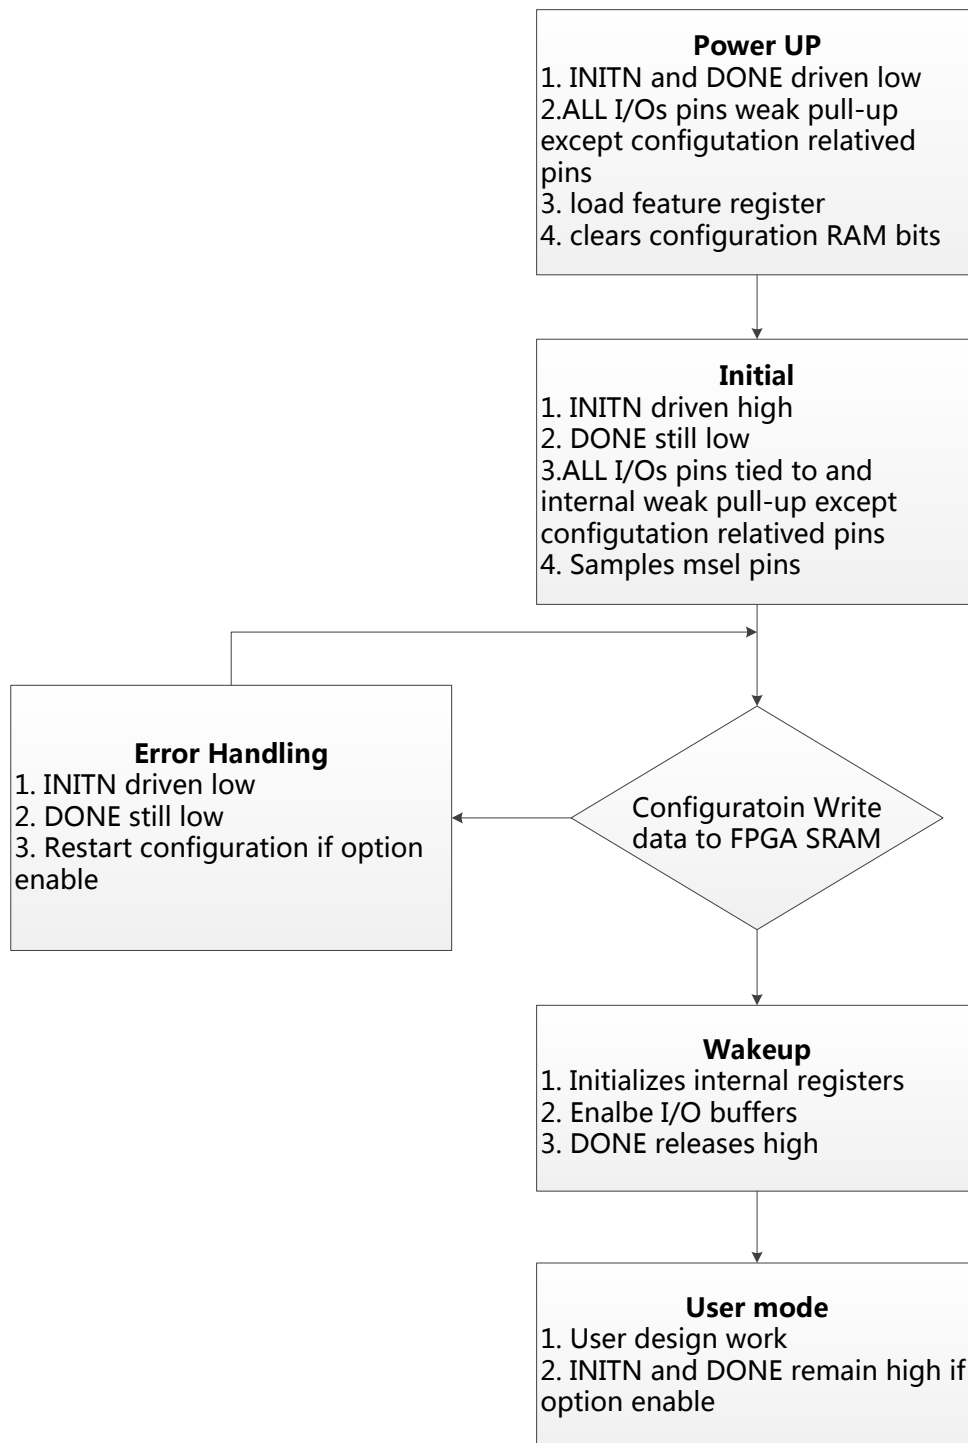 Power UP
1. INITN and DONE driven low
2.ALL I/Os pins weak pull-up
except configutation relatived
pins
3. load feature register
4. clears configuration RAM bits
Initial
1. INITN driven high
2. DONE still low
3.ALL I/Os pins tied to and
internal weak pull-up except
configutation relatived pins
4. Samples msel pins
Error Handling
1. INITN driven low
2. DONE still low
3. Restart configuration if option
enable
Configuratoin Write
data to FPGA SRAM
Wakeup
1. Initializes internal registers
2. Enalbe I/O buffers
3. DONE releases high
User mode
1. User design work
2. INITN and DONE remain high if
option enable